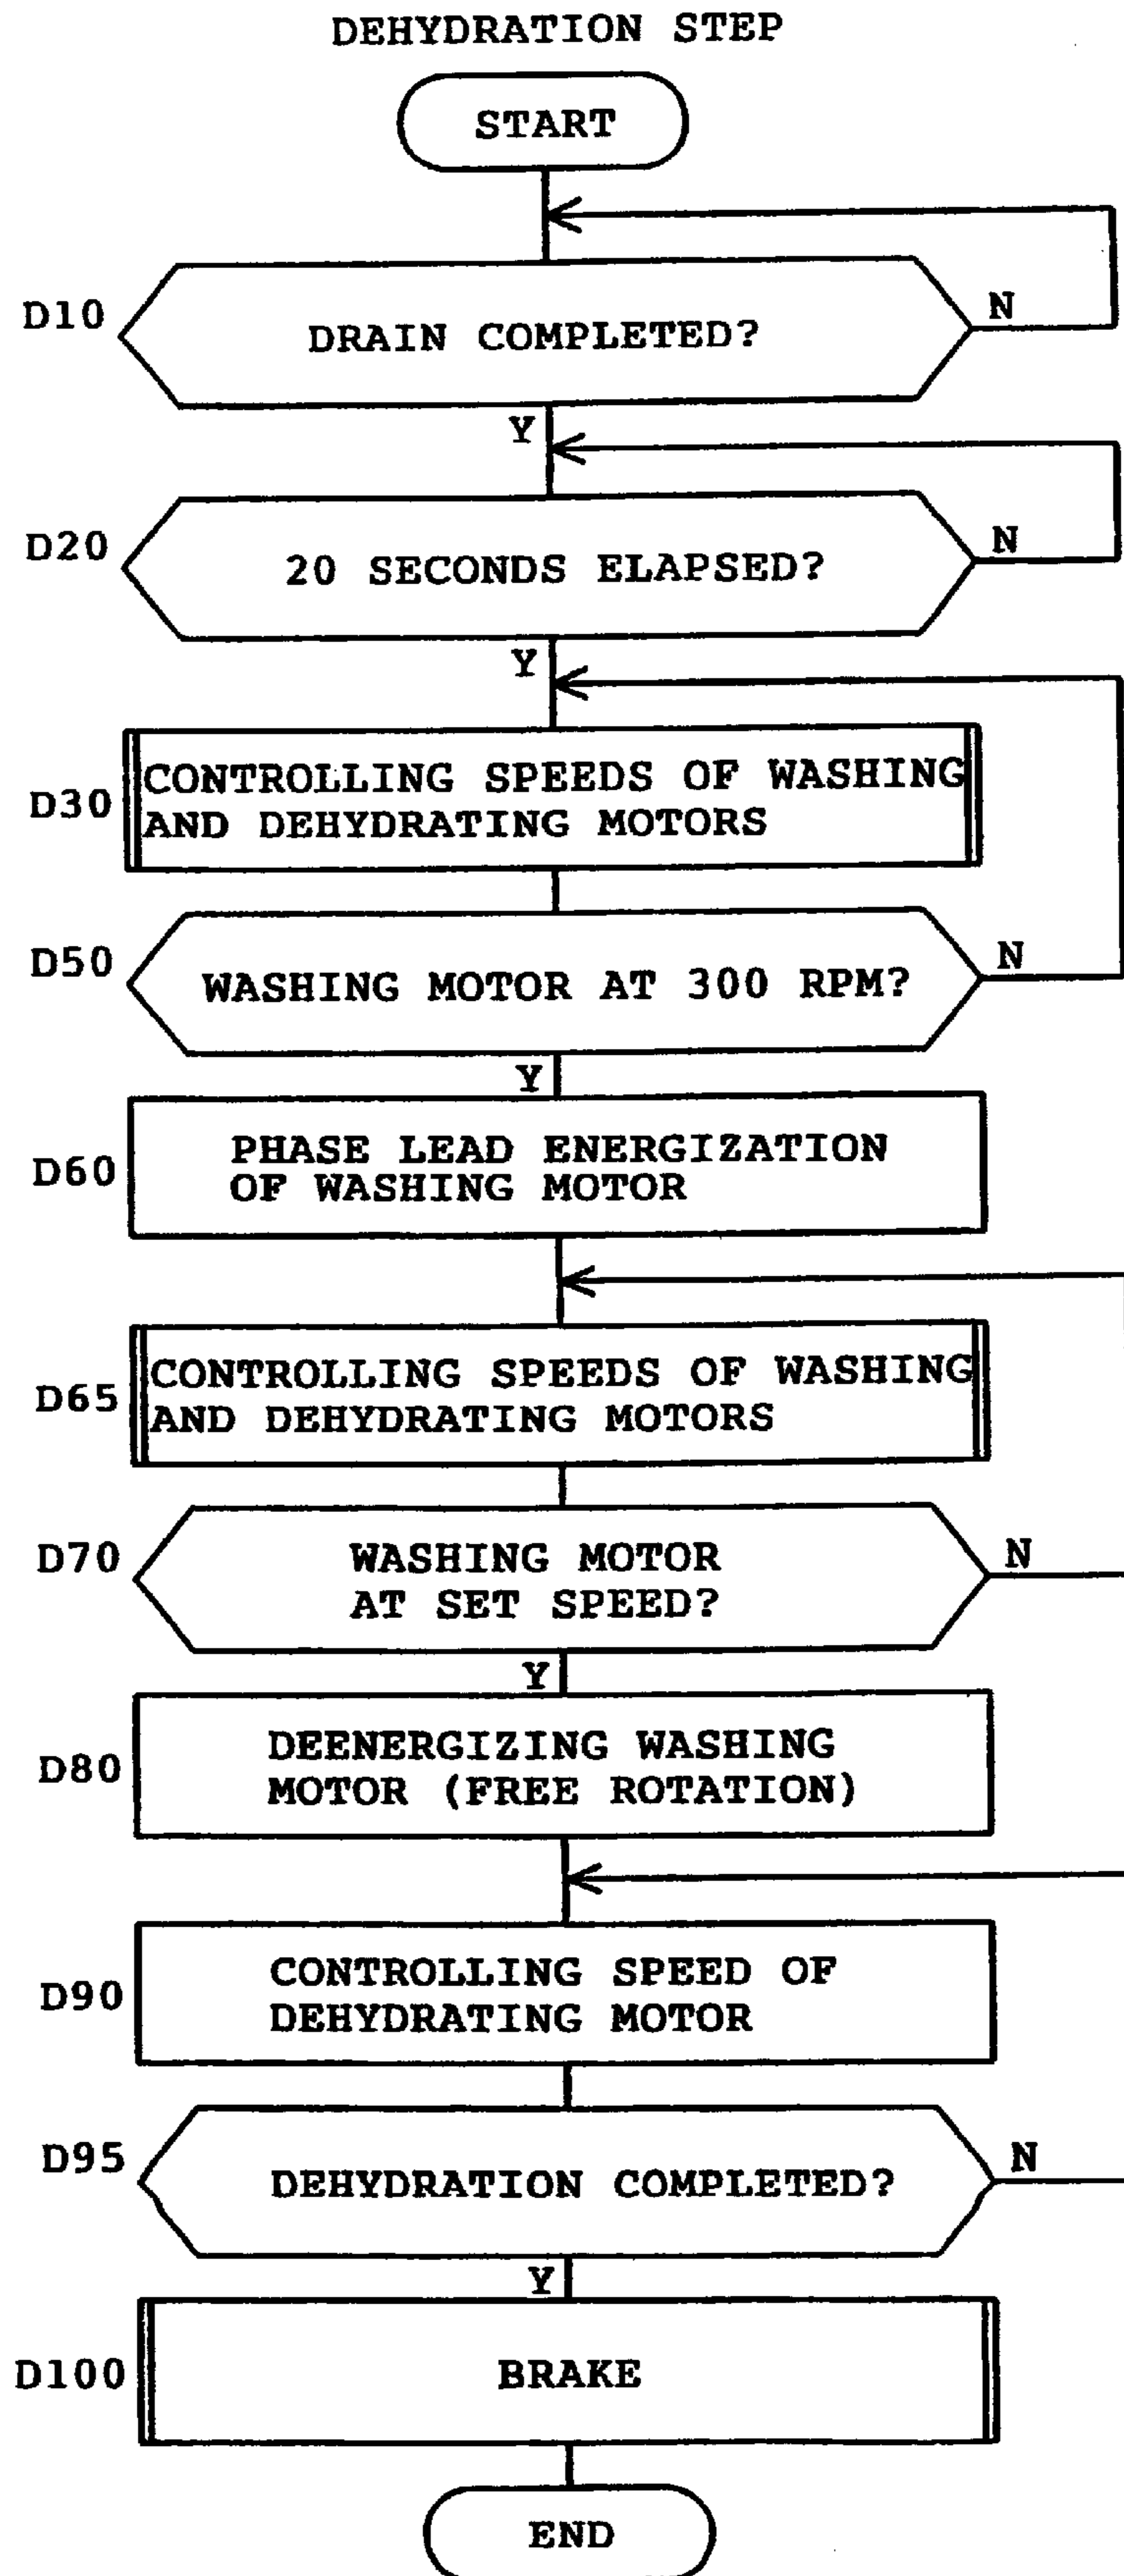 DEHYDRATION STEP
START
D10
DRAIN COMPLETED?
N
Y
D20
20 SECONDS ELAPSED?
N
Y
D30
CONTROLLING SPEEDS OF WASHING
AND DEHYDRATING MOTORS
D50
WASHING MOTOR AT 300 RPM?
N
Y
D60
PHASE LEAD ENERGIZATION
OF WASHING MOTOR
D65
CONTROLLING SPEEDS OF WASHING
AND DEHYDRATING MOTORS
D70
WASHING MOTOR
AT SET SPEED?
N
Y
D80
DEENERGIZING WASHING
MOTOR (FREE ROTATION)
D90
CONTROLLING SPEED OF
DEHYDRATING MOTOR
D95
DEHYDRATION COMPLETED?
N
Y
D100
BRAKE
END